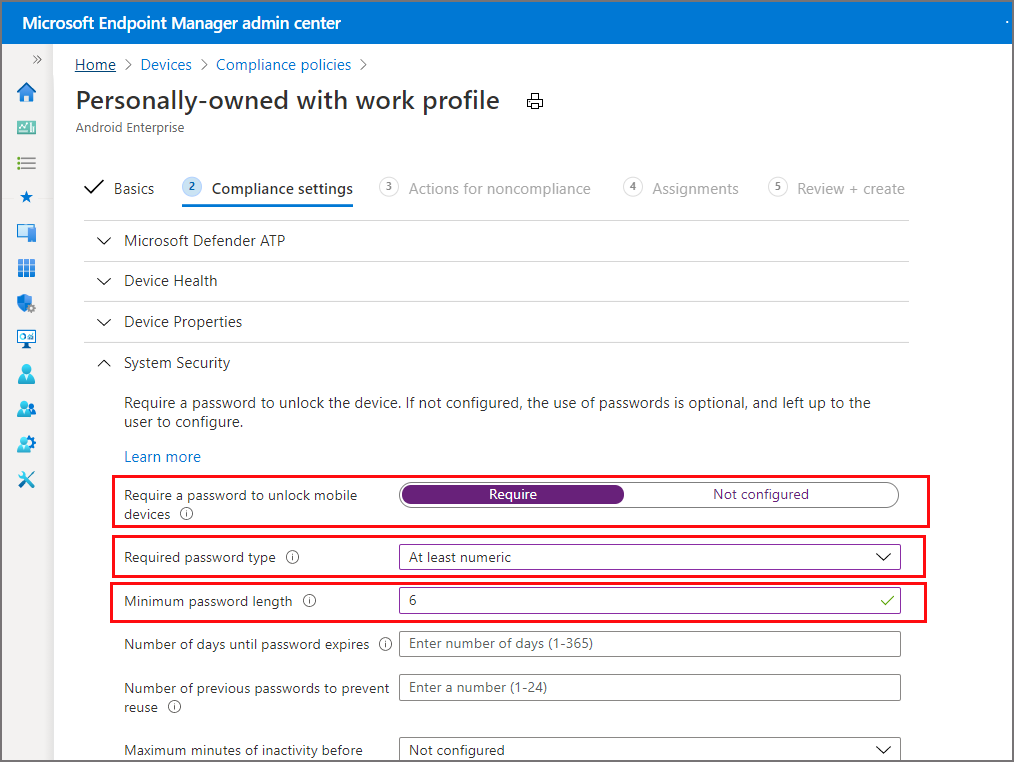 Microsoft Endpoint Manager admin center
Home > Devices > Compliance policies >
Personally-owned with work profile
Android Enterprise
Basics 2 Compliance settings 3 Actions for noncompliance 4 Assignments 5 Review + create
Microsoft Defender ATP
Device Health
Device Properties
System Security
Require a password to unlock the device. If not configured, the use of passwords is optional, and left up to the
user to configure.
Learn more
Require a password to unlock mobile
devices
Require Not configured
Required password type At least numeric
Minimum password length 6
Number of days until password expires Enter number of days (1-365)
Number of previous passwords to prevent
reuse
Enter a number (1-24)
Maximum minutes of inactivity before Not configured